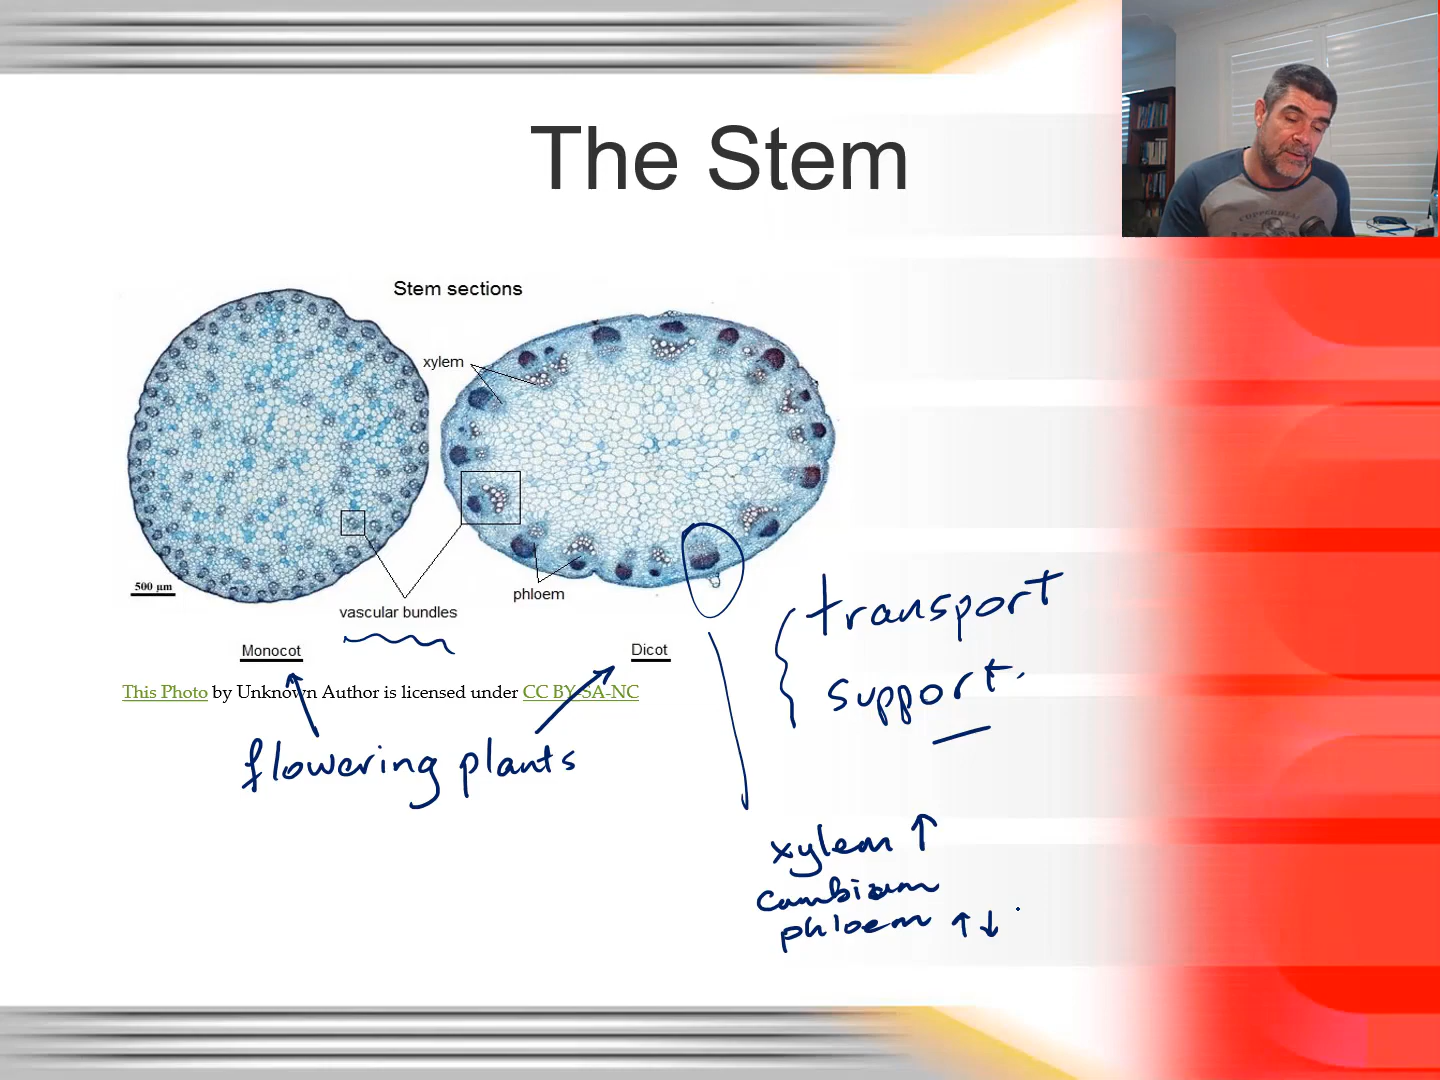 The Stem
Stem sections
xylem
500 µm
vascular bundles
phloem
Monocot
Dicot
This Photo by Unknown Author is licensed under CC BY-SA-NC
flowering plants
transport
support.
xylem ↑
cambium
phloem ↑↓